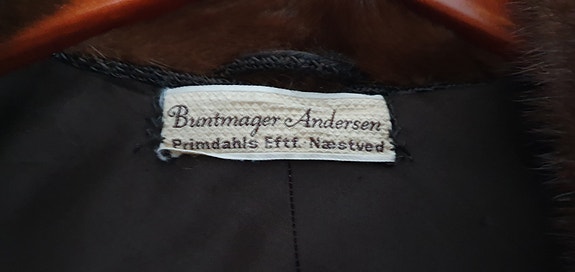 Buntmager Andersen
Primdahls Eftf. Næstved